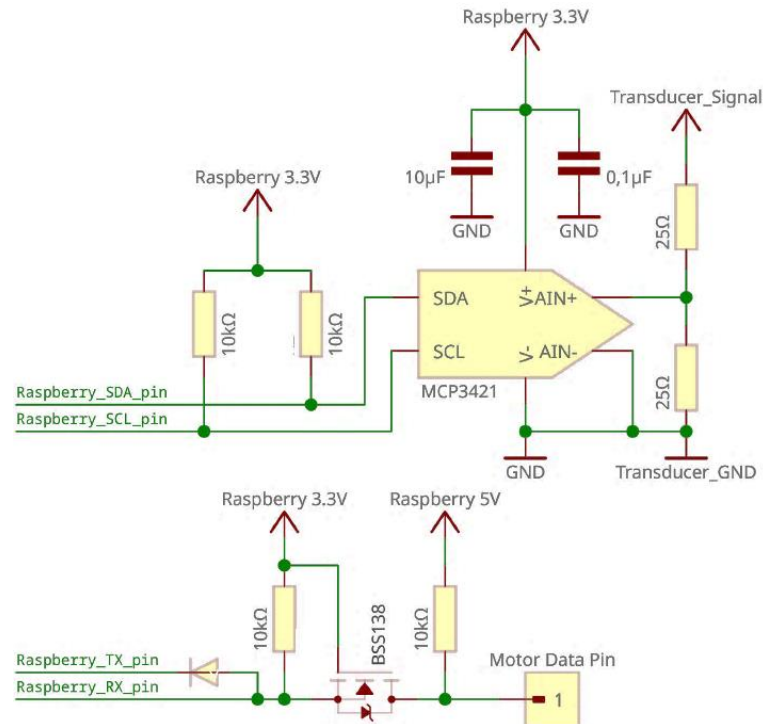 Raspberry 3.3V
Transducer_Signal
10µF
0,1µF
Raspberry 3.3V
GND
GND
25Ω
10kΩ
10kΩ
SDA
V+
AIN+
SCL
V-
AIN-
25Ω
Raspberry_SDA_pin
MCP3421
Raspberry_SCL_pin
GND
Transducer_GND
Raspberry 3.3V
Raspberry 5V
10kΩ
BSS138
10kΩ
Raspberry_TX_pin
Motor Data Pin
Raspberry_RX_pin
1